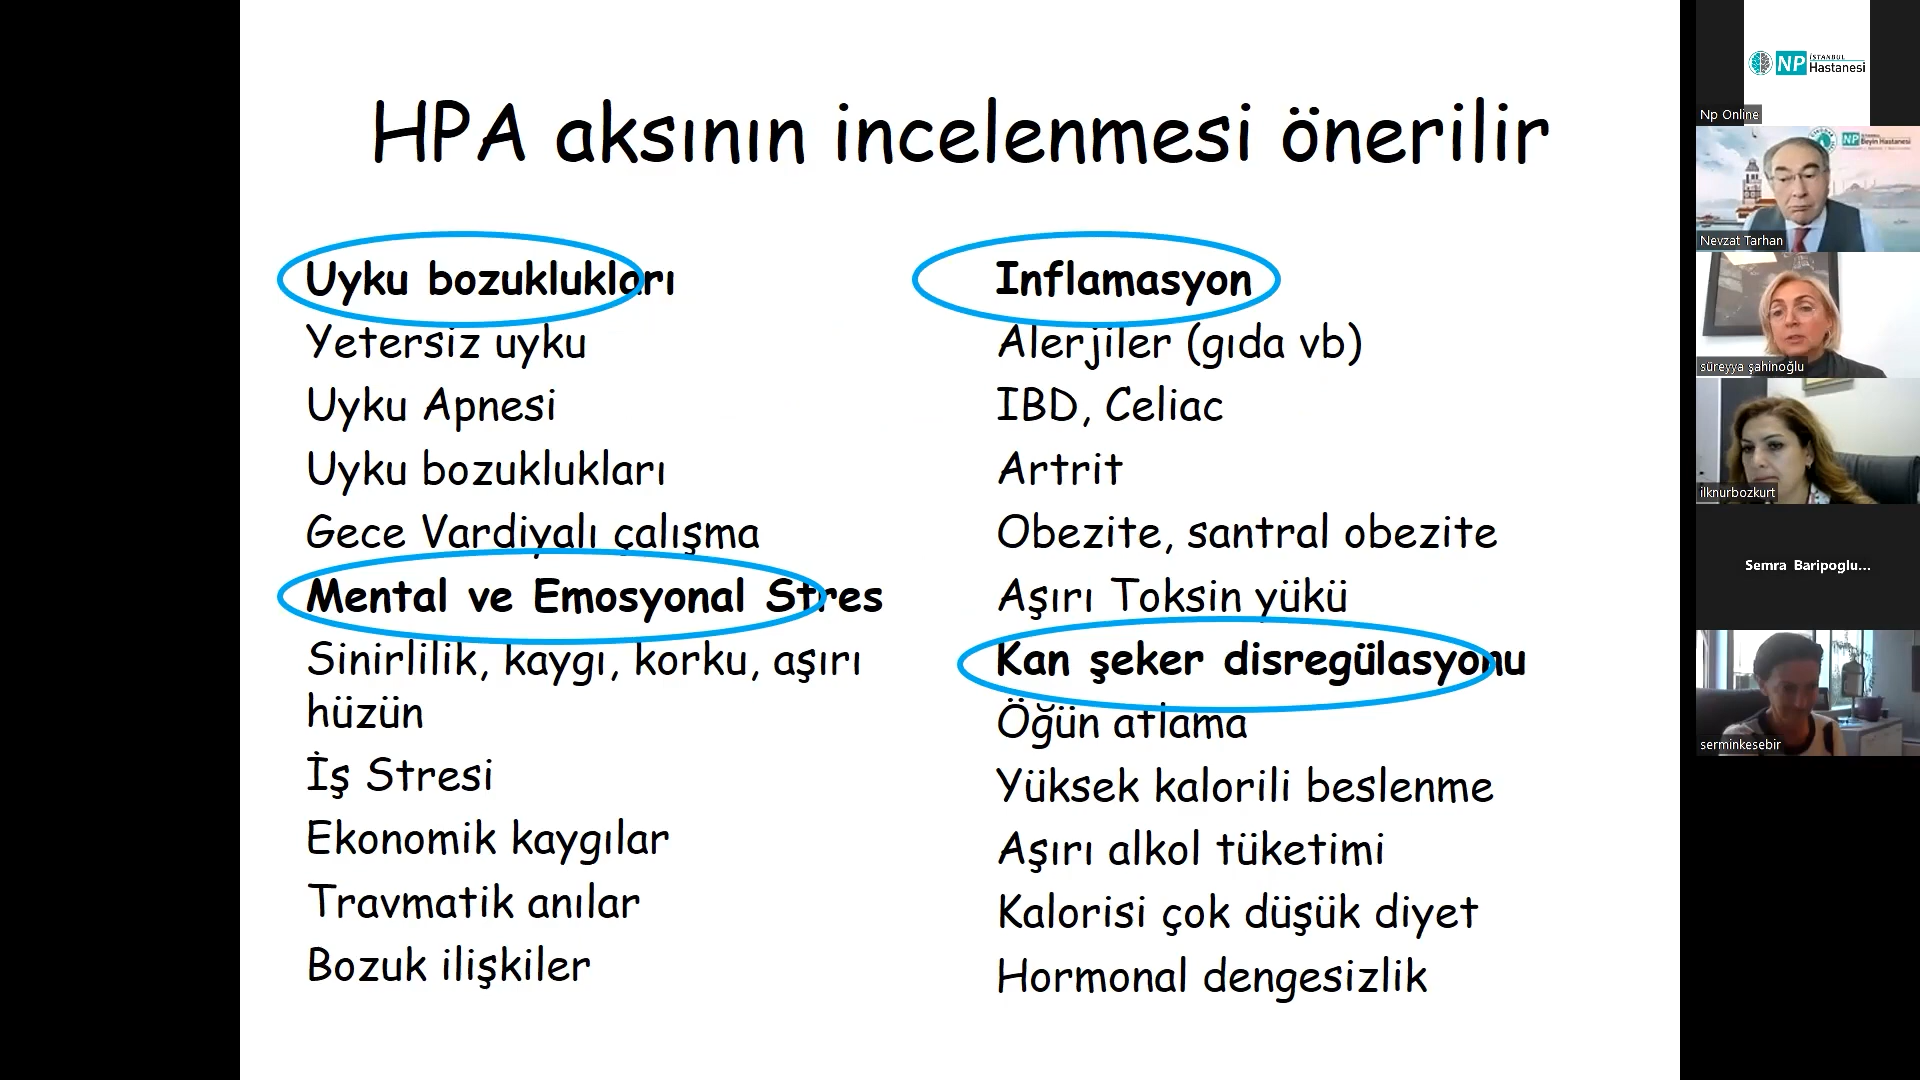 HPA aksının incelenmesi önerilir
Uyku bozuklukları
Yetersiz uyku
Uyku Apnesi
Uyku bozuklukları
Gece Vardiyalı çalışma
Mental ve Emosyonal Stres
Sinirlilik, kaygı, korku, aşırı
hüzün
İş Stresi
Ekonomik kaygılar
Travmatik anılar
Bozuk ilişkiler
Inflamasyon
Alerjiler (gıda vb)
IBD, Celiac
Artrit
Obezite, santral obezite
Aşırı Toksin yükü
Kan şeker disregülasyonu
Öğün atlama
Yüksek kalorili beslenme
Aşırı alkol tüketimi
Kalorisi çok düşük diyet
Hormonal dengesizlik
NP İSTANBUL
Hastanesi
Np Online
NP
Beyin Hastanesi
Nevzat Tarhan
süreyya şahinoğlu
ilknurbozkurt
Semra Baripoglu...
serminkesebir